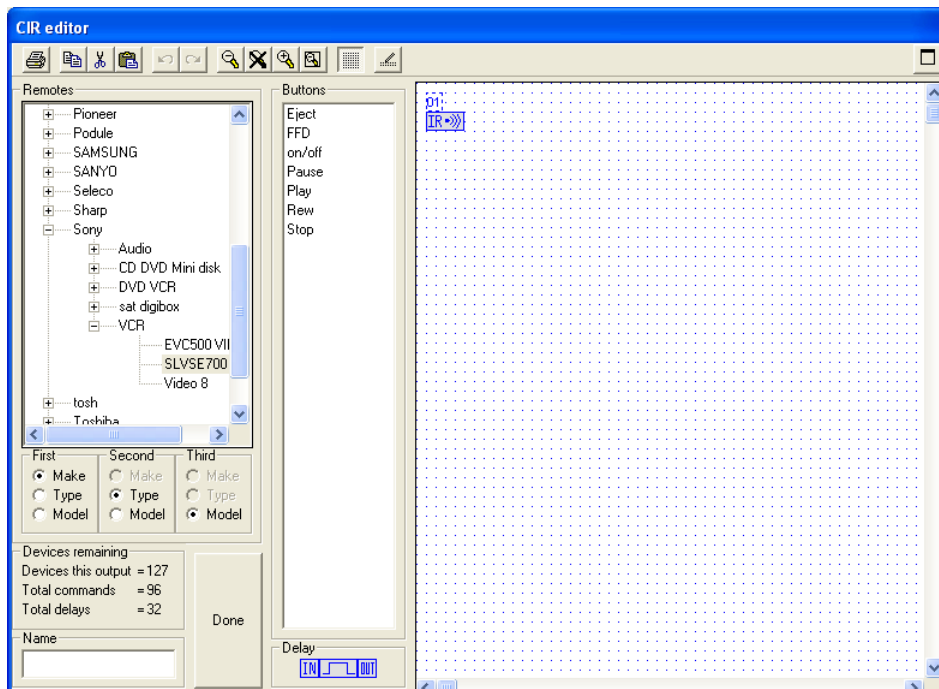 CIR editor
Remotes
Pioneer
Podule
SAMSUNG
SANYO
Seleco
Sharp
Sony
Audio
CD DVD Mini disk
DVD VCR
sat digibox
VCR
EVC500 VII
SLVSE700
Video 8
tosh
Toshiba
First Second Third
Make Make Make
Type Type Type
Model Model Model
Devices remaining
Devices this output = 127
Total commands = 96
Total delays = 32
Name
Done
Buttons
Eject
FFD
on/off
Pause
Play
Rew
Stop
Delay
IN OUT
01
IR